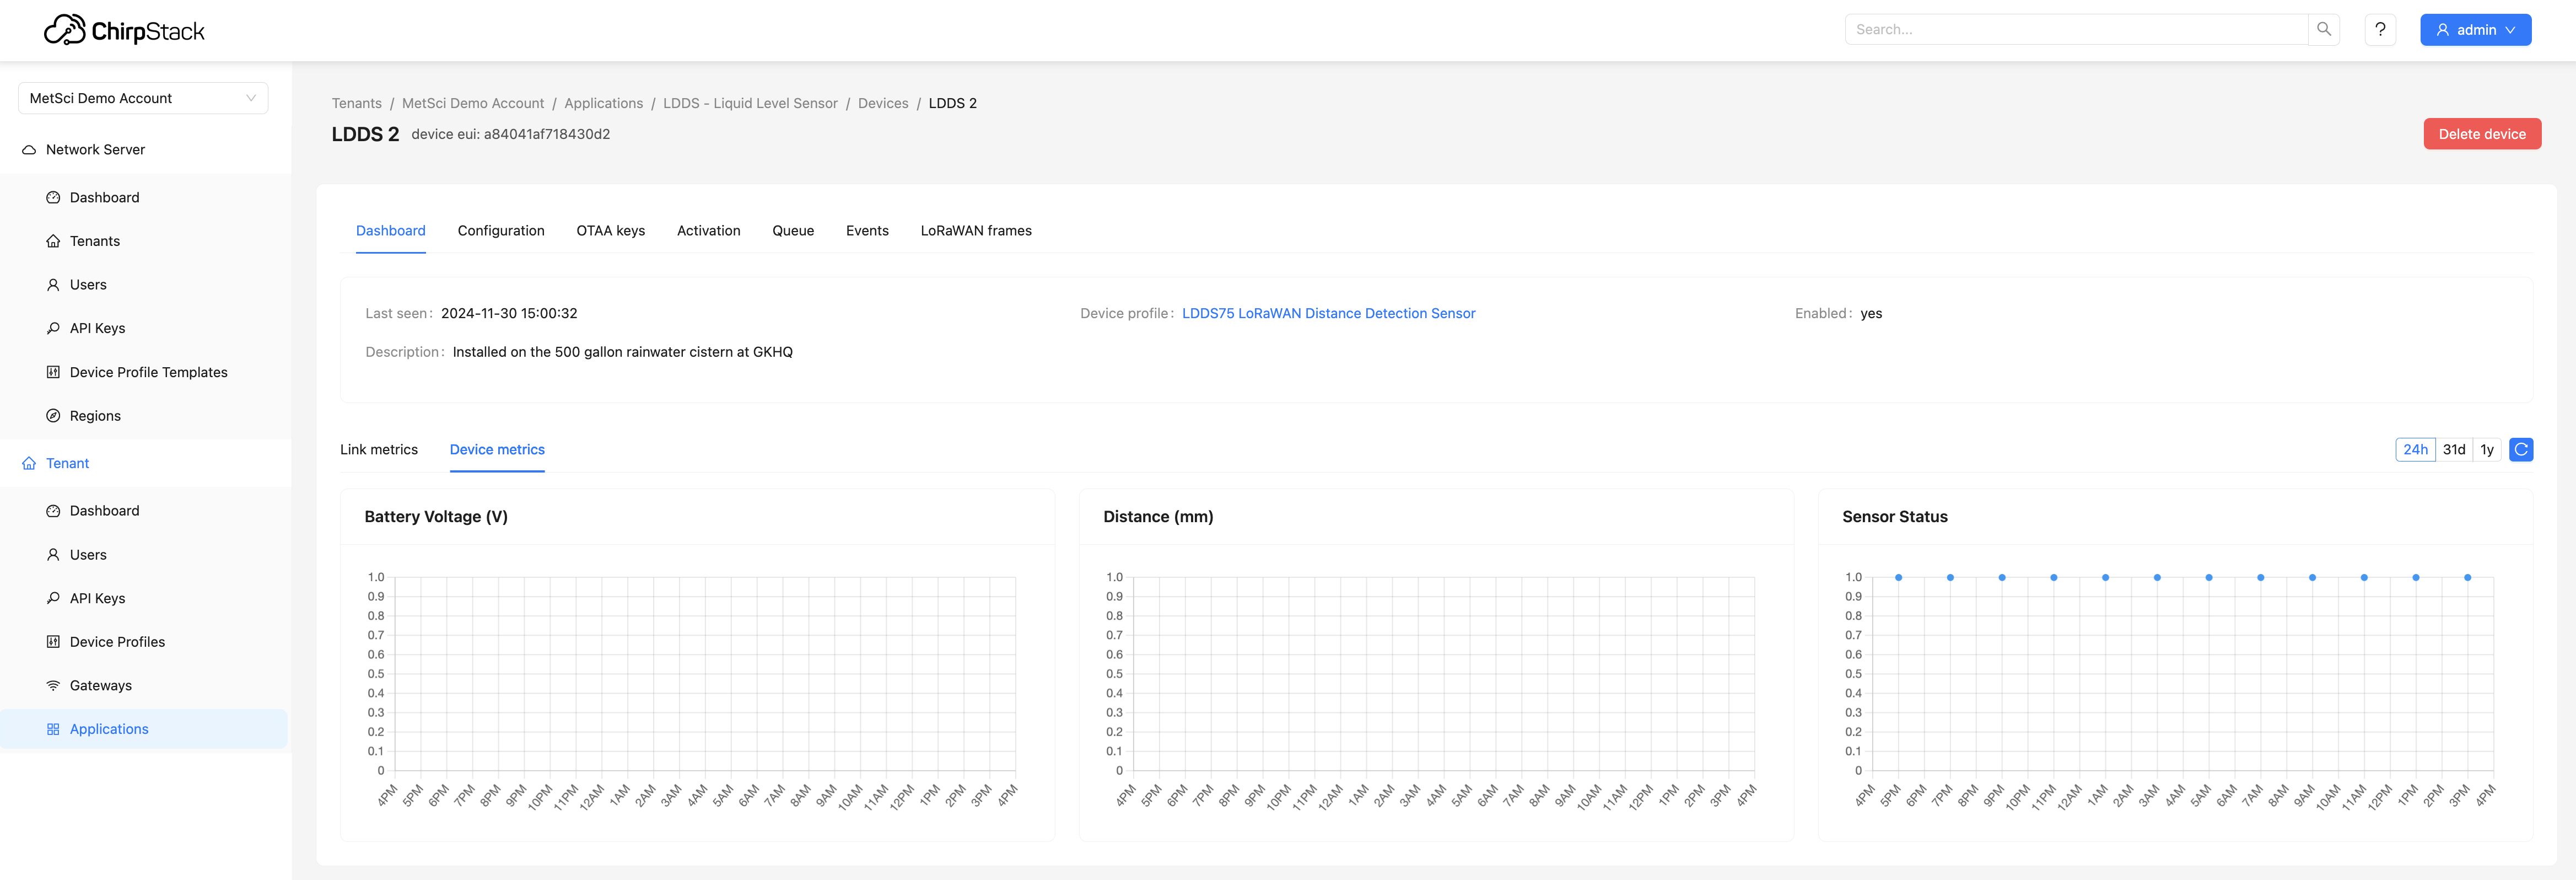 ChirpStack
Search...
?
admin
MetSci Demo Account
Network Server
Dashboard
Tenants
Users
API Keys
Device Profile Templates
Regions
Tenant
Dashboard
Users
API Keys
Device Profiles
Gateways
Applications
Tenants / MetSci Demo Account / Applications / LDDS - Liquid Level Sensor / Devices / LDDS 2
LDDS 2 device eui: a84041af718430d2
Delete device
Dashboard Configuration OTAA keys Activation Queue Events LoRaWAN frames
Last seen: 2024-11-30 15:00:32 Device profile: LDDS75 LoRaWAN Distance Detection Sensor Enabled: yes
Description: Installed on the 500 gallon rainwater cistern at GKHQ
Link metrics Device metrics 24h 31d 1y
Battery Voltage (V)
1.0
0.9
0.8
0.7
0.6
0.5
0.4
0.3
0.2
0.1
0
4PM 5PM 6PM 7PM 8PM 9PM 10PM 11PM 12AM 1AM 2AM 3AM 4AM 5AM 6AM 7AM 8AM 9AM 10AM 11AM 12PM 1PM 2PM 3PM 4PM
Distance (mm)
1.0
0.9
0.8
0.7
0.6
0.5
0.4
0.3
0.2
0.1
0
4PM 5PM 6PM 7PM 8PM 9PM 10PM 11PM 12AM 1AM 2AM 3AM 4AM 5AM 6AM 7AM 8AM 9AM 10AM 11AM 12PM 1PM 2PM 3PM 4PM
Sensor Status
1.0
0.9
0.8
0.7
0.6
0.5
0.4
0.3
0.2
0.1
0
4PM 5PM 6PM 7PM 8PM 9PM 10PM 11PM 12AM 1AM 2AM 3AM 4AM 5AM 6AM 7AM 8AM 9AM 10AM 11AM 12PM 1PM 2PM 3PM 4PM